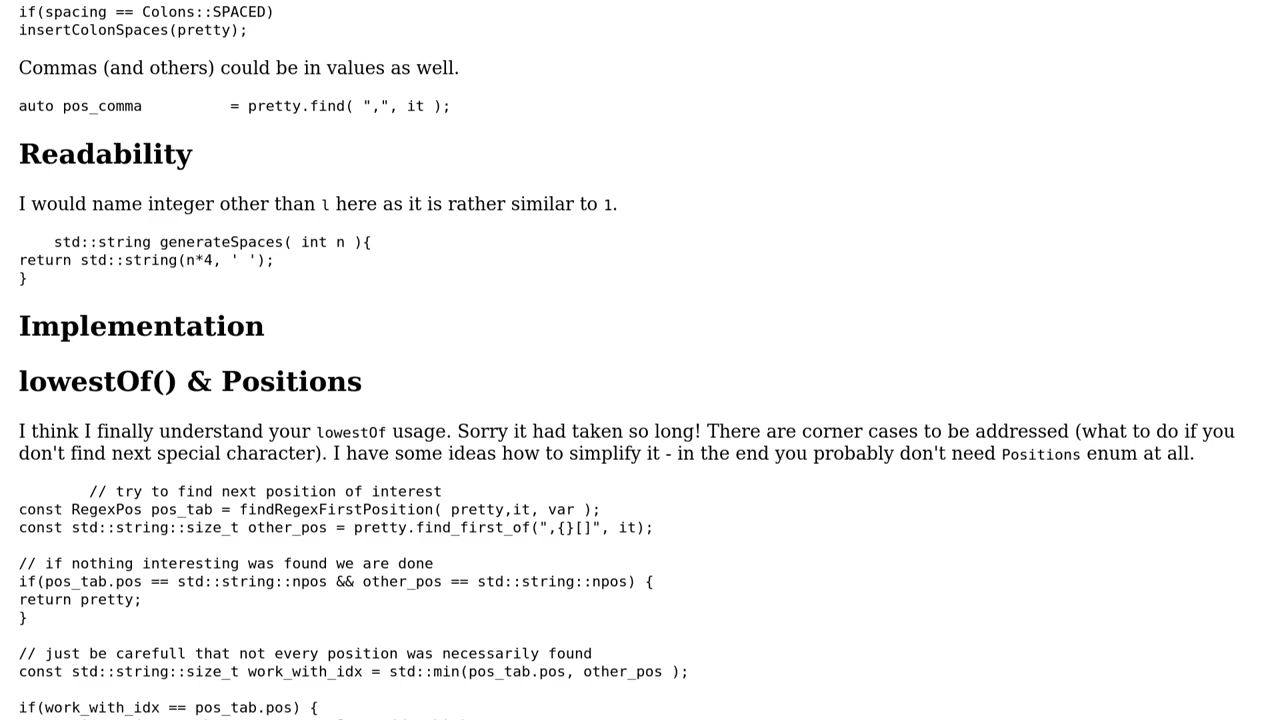 if(spacing == Colons::SPACED)
insertColonSpaces(pretty);
Commas (and others) could be in values as well.
auto pos_comma          = pretty.find( ",", it );
Readability
I would name integer other than l here as it is rather similar to 1.
    std::string generateSpaces( int n ){
return std::string(n*4, ' ');
}
Implementation
lowestOf() & Positions
I think I finally understand your lowestOf usage. Sorry it had taken so long! There are corner cases to be addressed (what to do if you
don't find next special character). I have some ideas how to simplify it - in the end you probably don't need Positions enum at all.
        // try to find next position of interest
const RegexPos pos_tab = findRegexFirstPosition( pretty,it, var );
const std::string::size_t other_pos = pretty.find_first_of(",{}[]", it);
// if nothing interesting was found we are done
if(pos_tab.pos == std::string::npos && other_pos == std::string::npos) {
return pretty;
}
// just be carefull that not every position was necessarily found
const std::string::size_t work_with_idx = std::min(pos_tab.pos, other_pos );
if(work_with_idx == pos_tab.pos) {